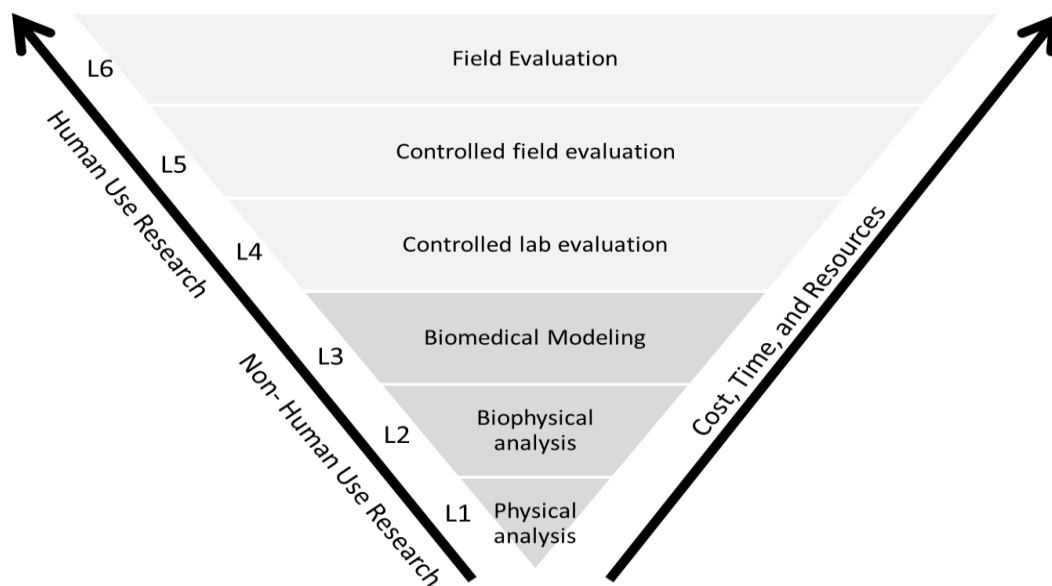 L6
Field Evaluation
Human Use Research
L5
Controlled field evaluation
L4
Controlled lab evaluation
Cost, Time, and Resources
L3
Biomedical Modeling
Non- Human Use Research
L2
Biophysical
analysis
L1
Physical
analysis